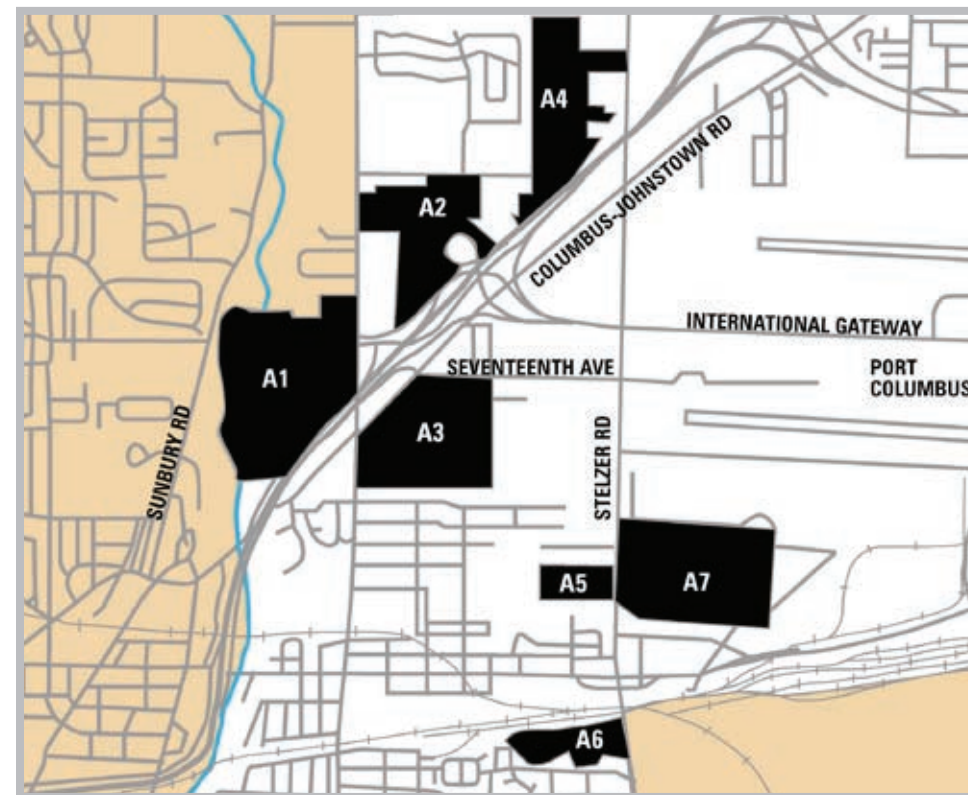 A4
A2
COLUMBUS-JOHNSTOWN RD
INTERNATIONAL GATEWAY
A1
SEVENTEENTH AVE
PORT
COLUMBUS
A3
SUNBURY RD
STELZER RD
A5
A7
A6